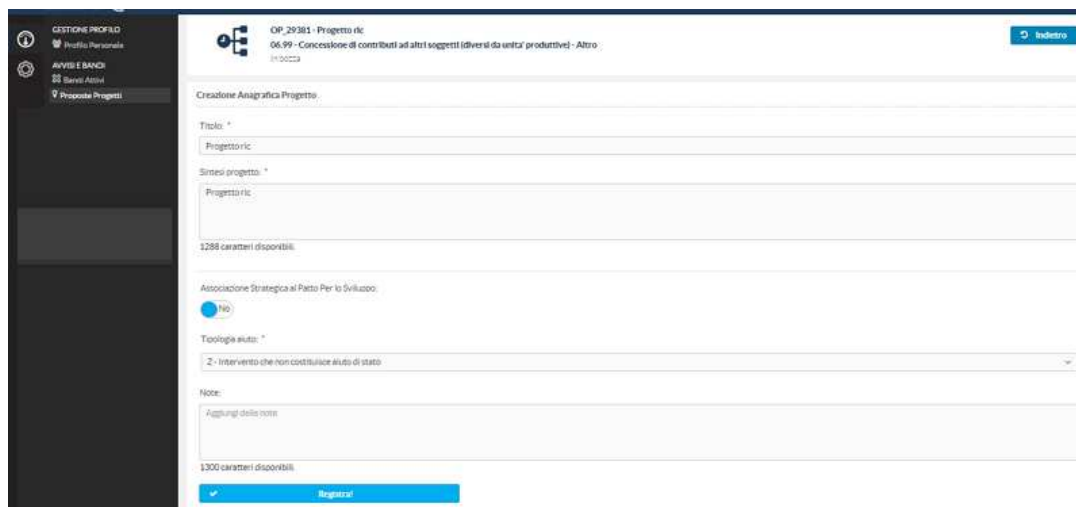 GESTIONE PROFILO
Profilo Personale
AVVISI E BANDI
Bandi Attivi
Proposte Progetti
OP_29381 - Progetto ric
06.99 - Concessione di contributi ad altri soggetti (diversi da unita' produttive) - Altro
In bozza
Indietro
Creazione Anagrafica Progetto
Titolo: *
Progetto ric
Sintesi progetto: *
Progetto ric
1288 caratteri disponibili.
Associazione Strategica al Patto Per lo Sviluppo:
No
Tipologia aiuto: *
Z - Intervento che non costituisce aiuto di stato
Note:
Aggiungi delle note
1300 caratteri disponibili.
Registra!